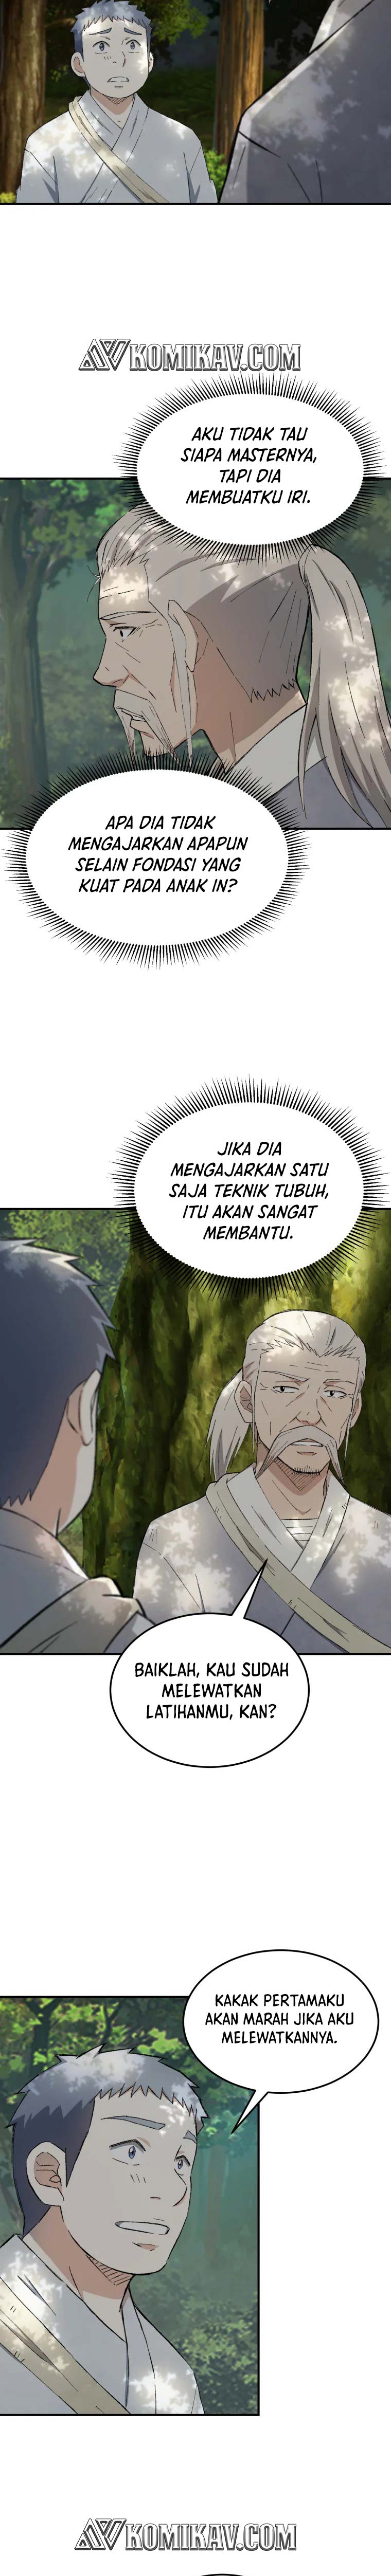 KOMIKAV.COM
AKU TIDAK TAU
SIAPA MASTERNYA,
TAPI DIA
MEMBUATKU IRI.
APA DIA TIDAK
MENGAJARKAN APAPUN
SELAIN FONDASI YANG
KUAT PADA ANAK IN?
JIKA DIA
MENGAJARKAN SATU
SAJA TEKNIK TUBUH,
ITU AKAN SANGAT
MEMBANTU.
BAIKLAH, KAU SUDAH
MELEWATKAN
LATIHANMU, KAN?
KAKAK PERTAMAKU
AKAN MARAH JIKA AKU
MELEWATKANNYA.
KOMIKAV.COM